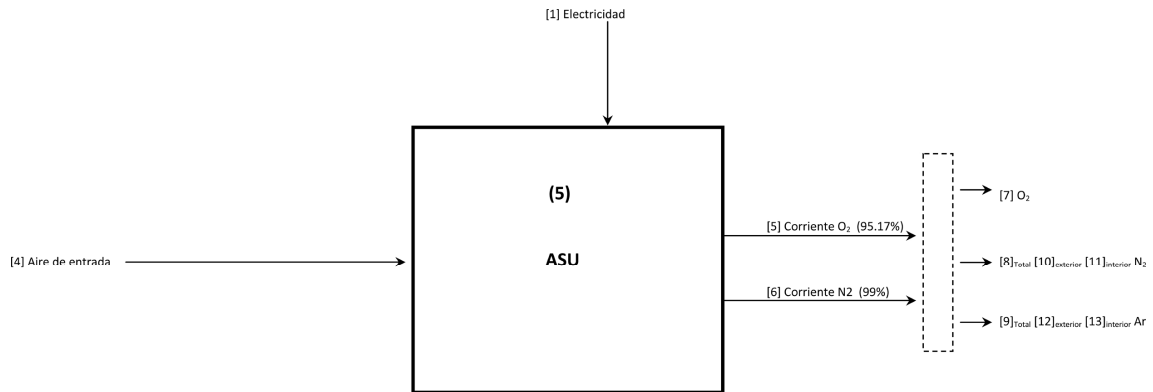 [1] Electricidad
(5)
[7] O₂
[5] Corriente O₂ (95.17%)
[4] Aire de entrada
ASU
[8]Total [10]exterior [11]interior N₂
[6] Corriente N2 (99%)
[9]Total [12]exterior [13]interior Ar